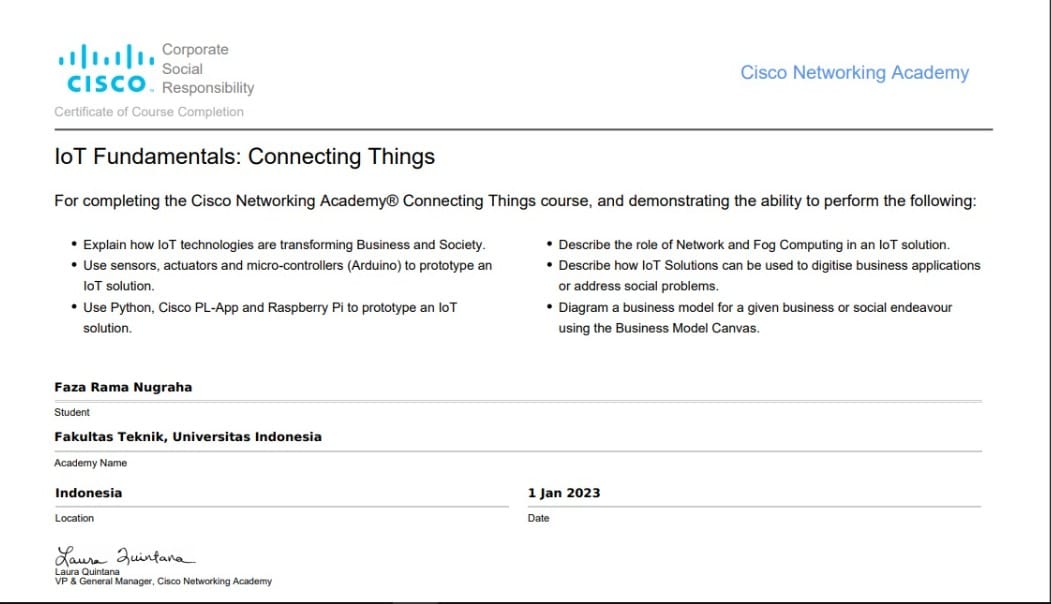 Corporate
Social
CISCO™ Responsibility
Cisco Networking Academy
Certificate of Course Completion
IoT Fundamentals: Connecting Things
For completing the Cisco Networking Academy® Connecting Things course, and demonstrating the ability to perform the following:
• Explain how IoT technologies are transforming Business and Society.
• Use sensors, actuators and micro-controllers (Arduino) to prototype an
IoT solution.
• Use Python, Cisco PL-App and Raspberry Pi to prototype an IoT
solution.
• Describe the role of Network and Fog Computing in an IoT solution.
• Describe how IoT Solutions can be used to digitise business applications
or address social problems.
• Diagram a business model for a given business or social endeavour
using the Business Model Canvas.
Faza Rama Nugraha
Student
Fakultas Teknik, Universitas Indonesia
Academy Name
Indonesia
Location
1 Jan 2023
Date
Laura Quintana
Laura Quintana
VP & General Manager, Cisco Networking Academy